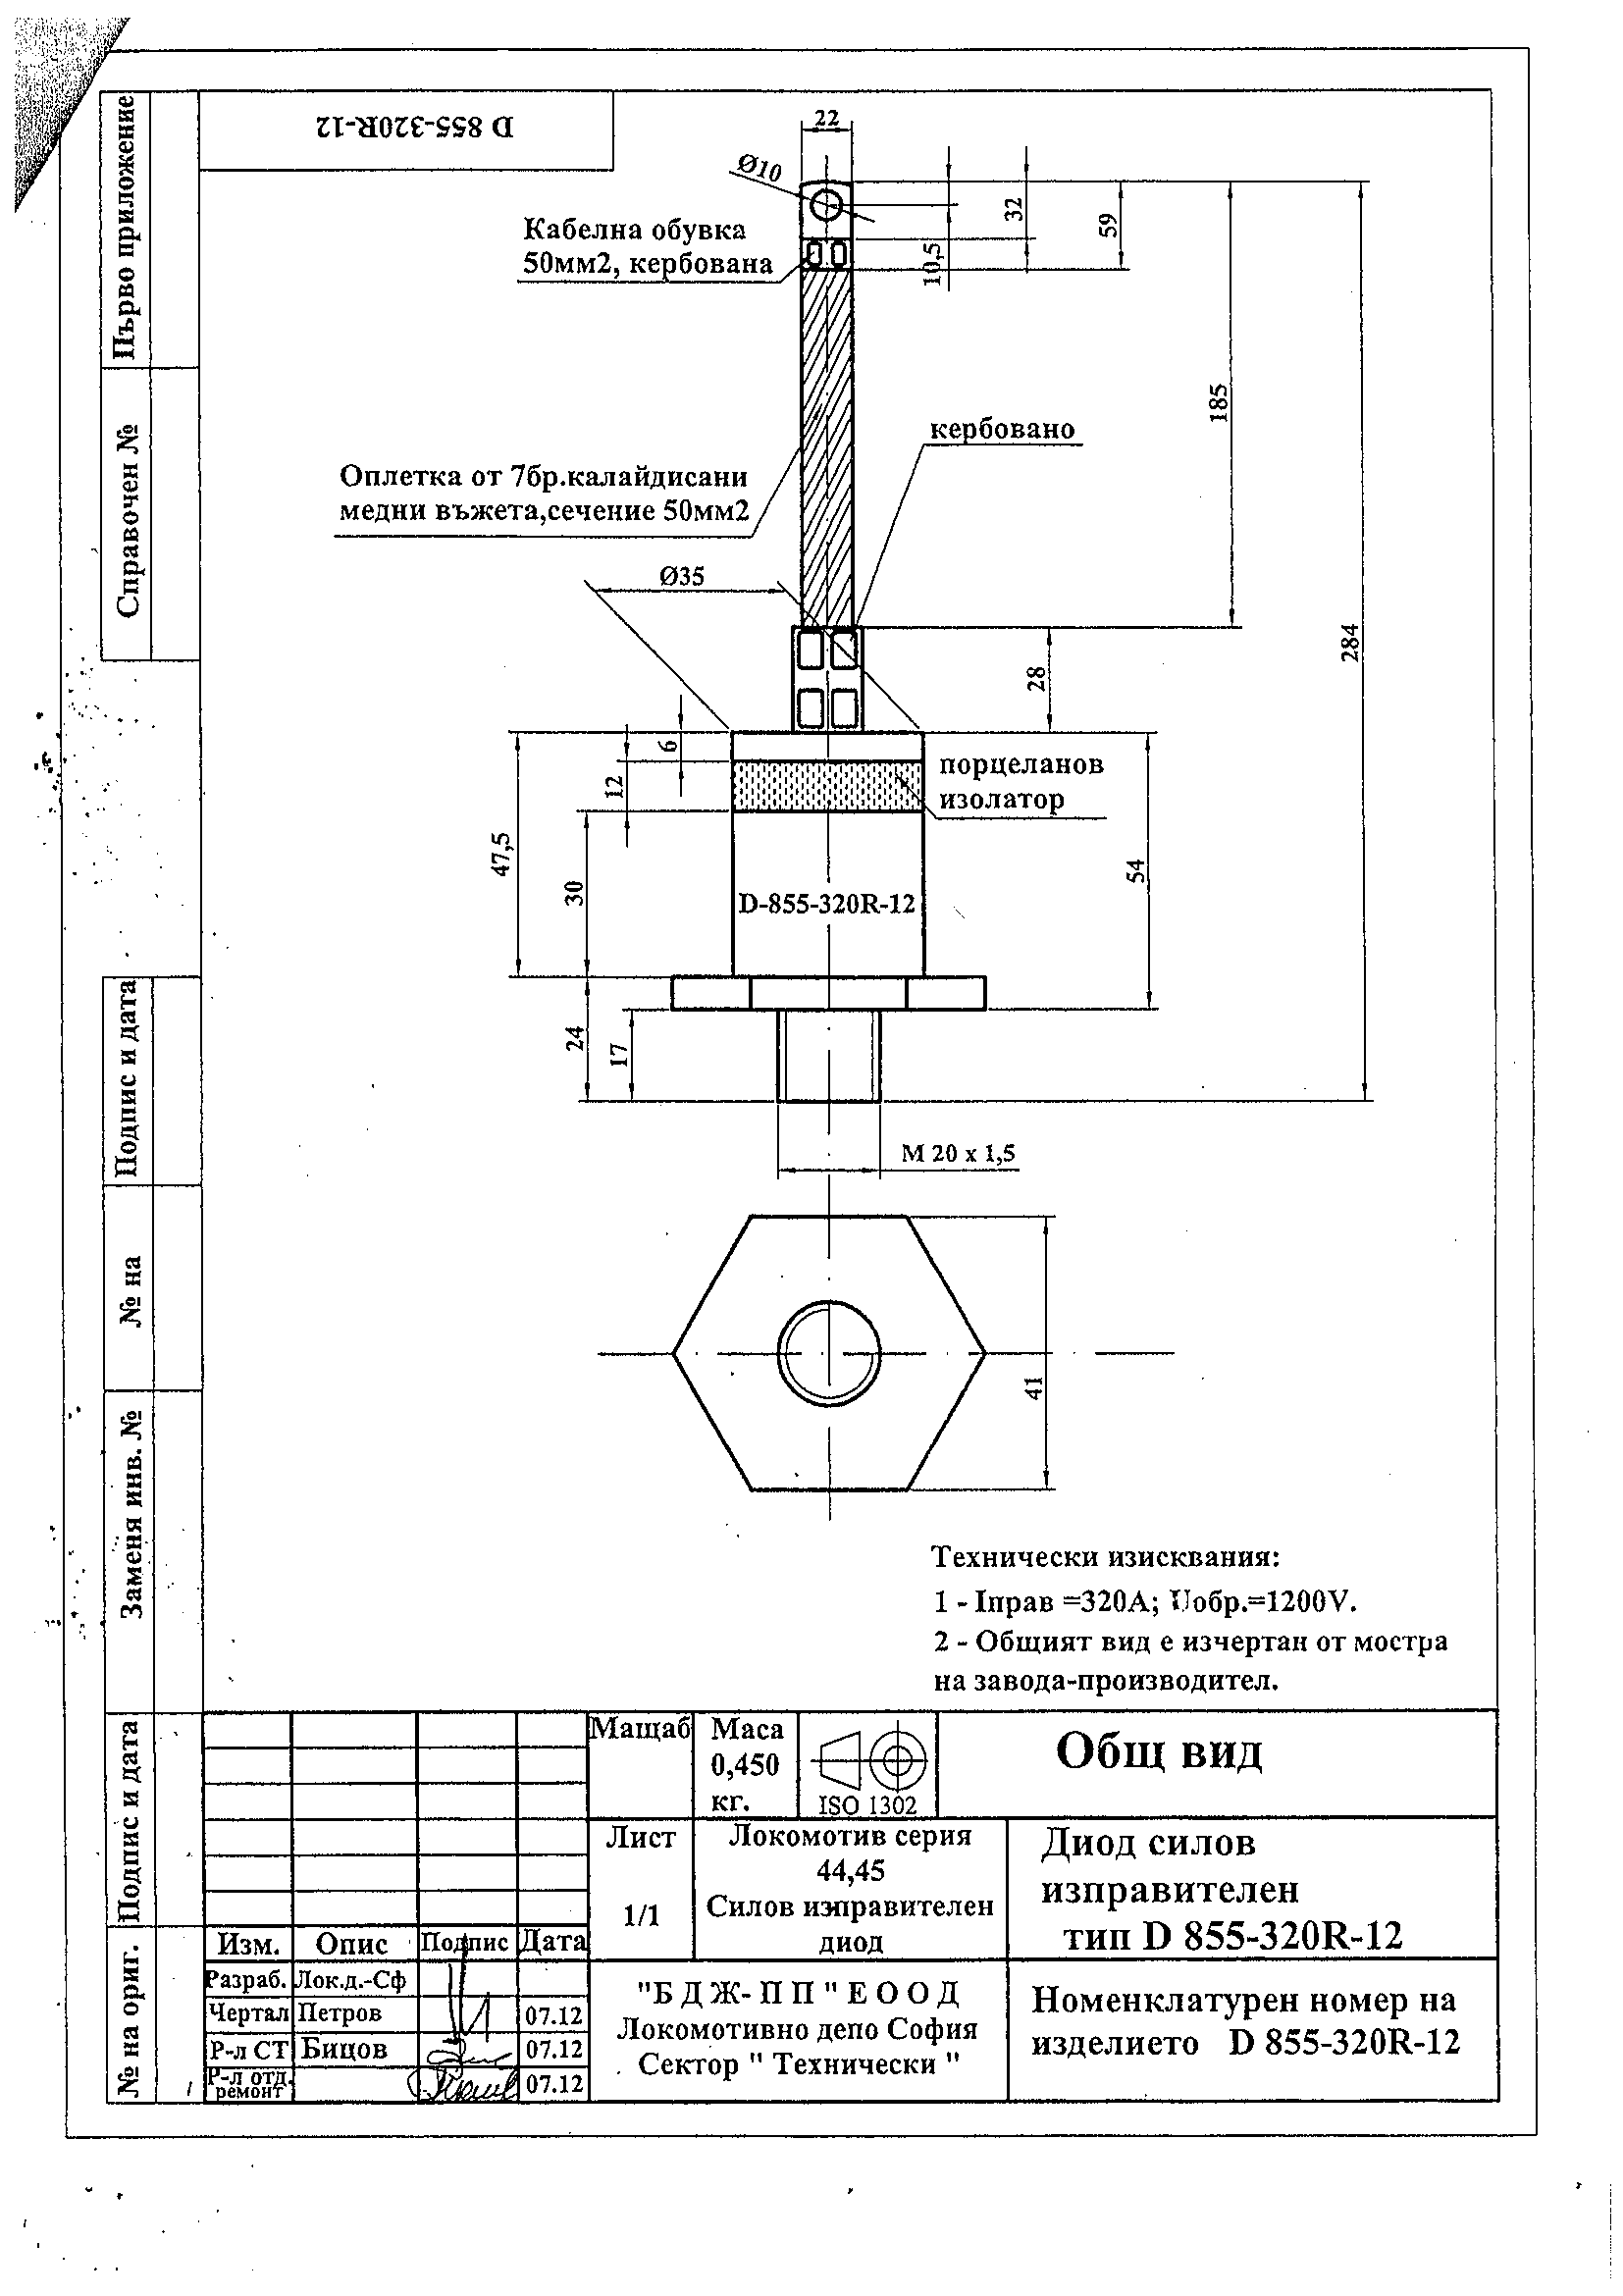 D 855-320R-12
Първо приложение
Справочен №
Подпис и дата
№ на
Заменя инв. №
Подпис и дата
№ на ориг.
22
Ø10
Кабелна обувка
50мм2, кербована
10,5
32
59
185
284
кербовано
Оплетка от 7бр.калайдисани
медни въжета,сечение 50мм2
Ø35
28
6
12
порцеланов
изолатор
47,5
30
54
D-855-320R-12
24
17
M 20 x 1,5
41
Технически изисквания:
1 - Iправ =320А; Uобр.=1200V.
2 - Общият вид е изчертан от мостра
на завода-производител.
Мащаб
Маса
0,450
кг.
ISO 1302
Общ вид
Лист
1/1
Локомотив серия
44,45
Силов изправителен
диод
Диод силов
изправителен
тип D 855-320R-12
Изм. Опис Подпис Дата
Разраб. Лок.д.-Сф
Чертал Петров 07.12
Р-л СТ Бицов 07.12
Р-л отд. ремонт 07.12
"Б Д Ж- П П " Е О О Д
Локомотивно депо София
Сектор " Технически "
Номенклатурен номер на
изделието D 855-320R-12